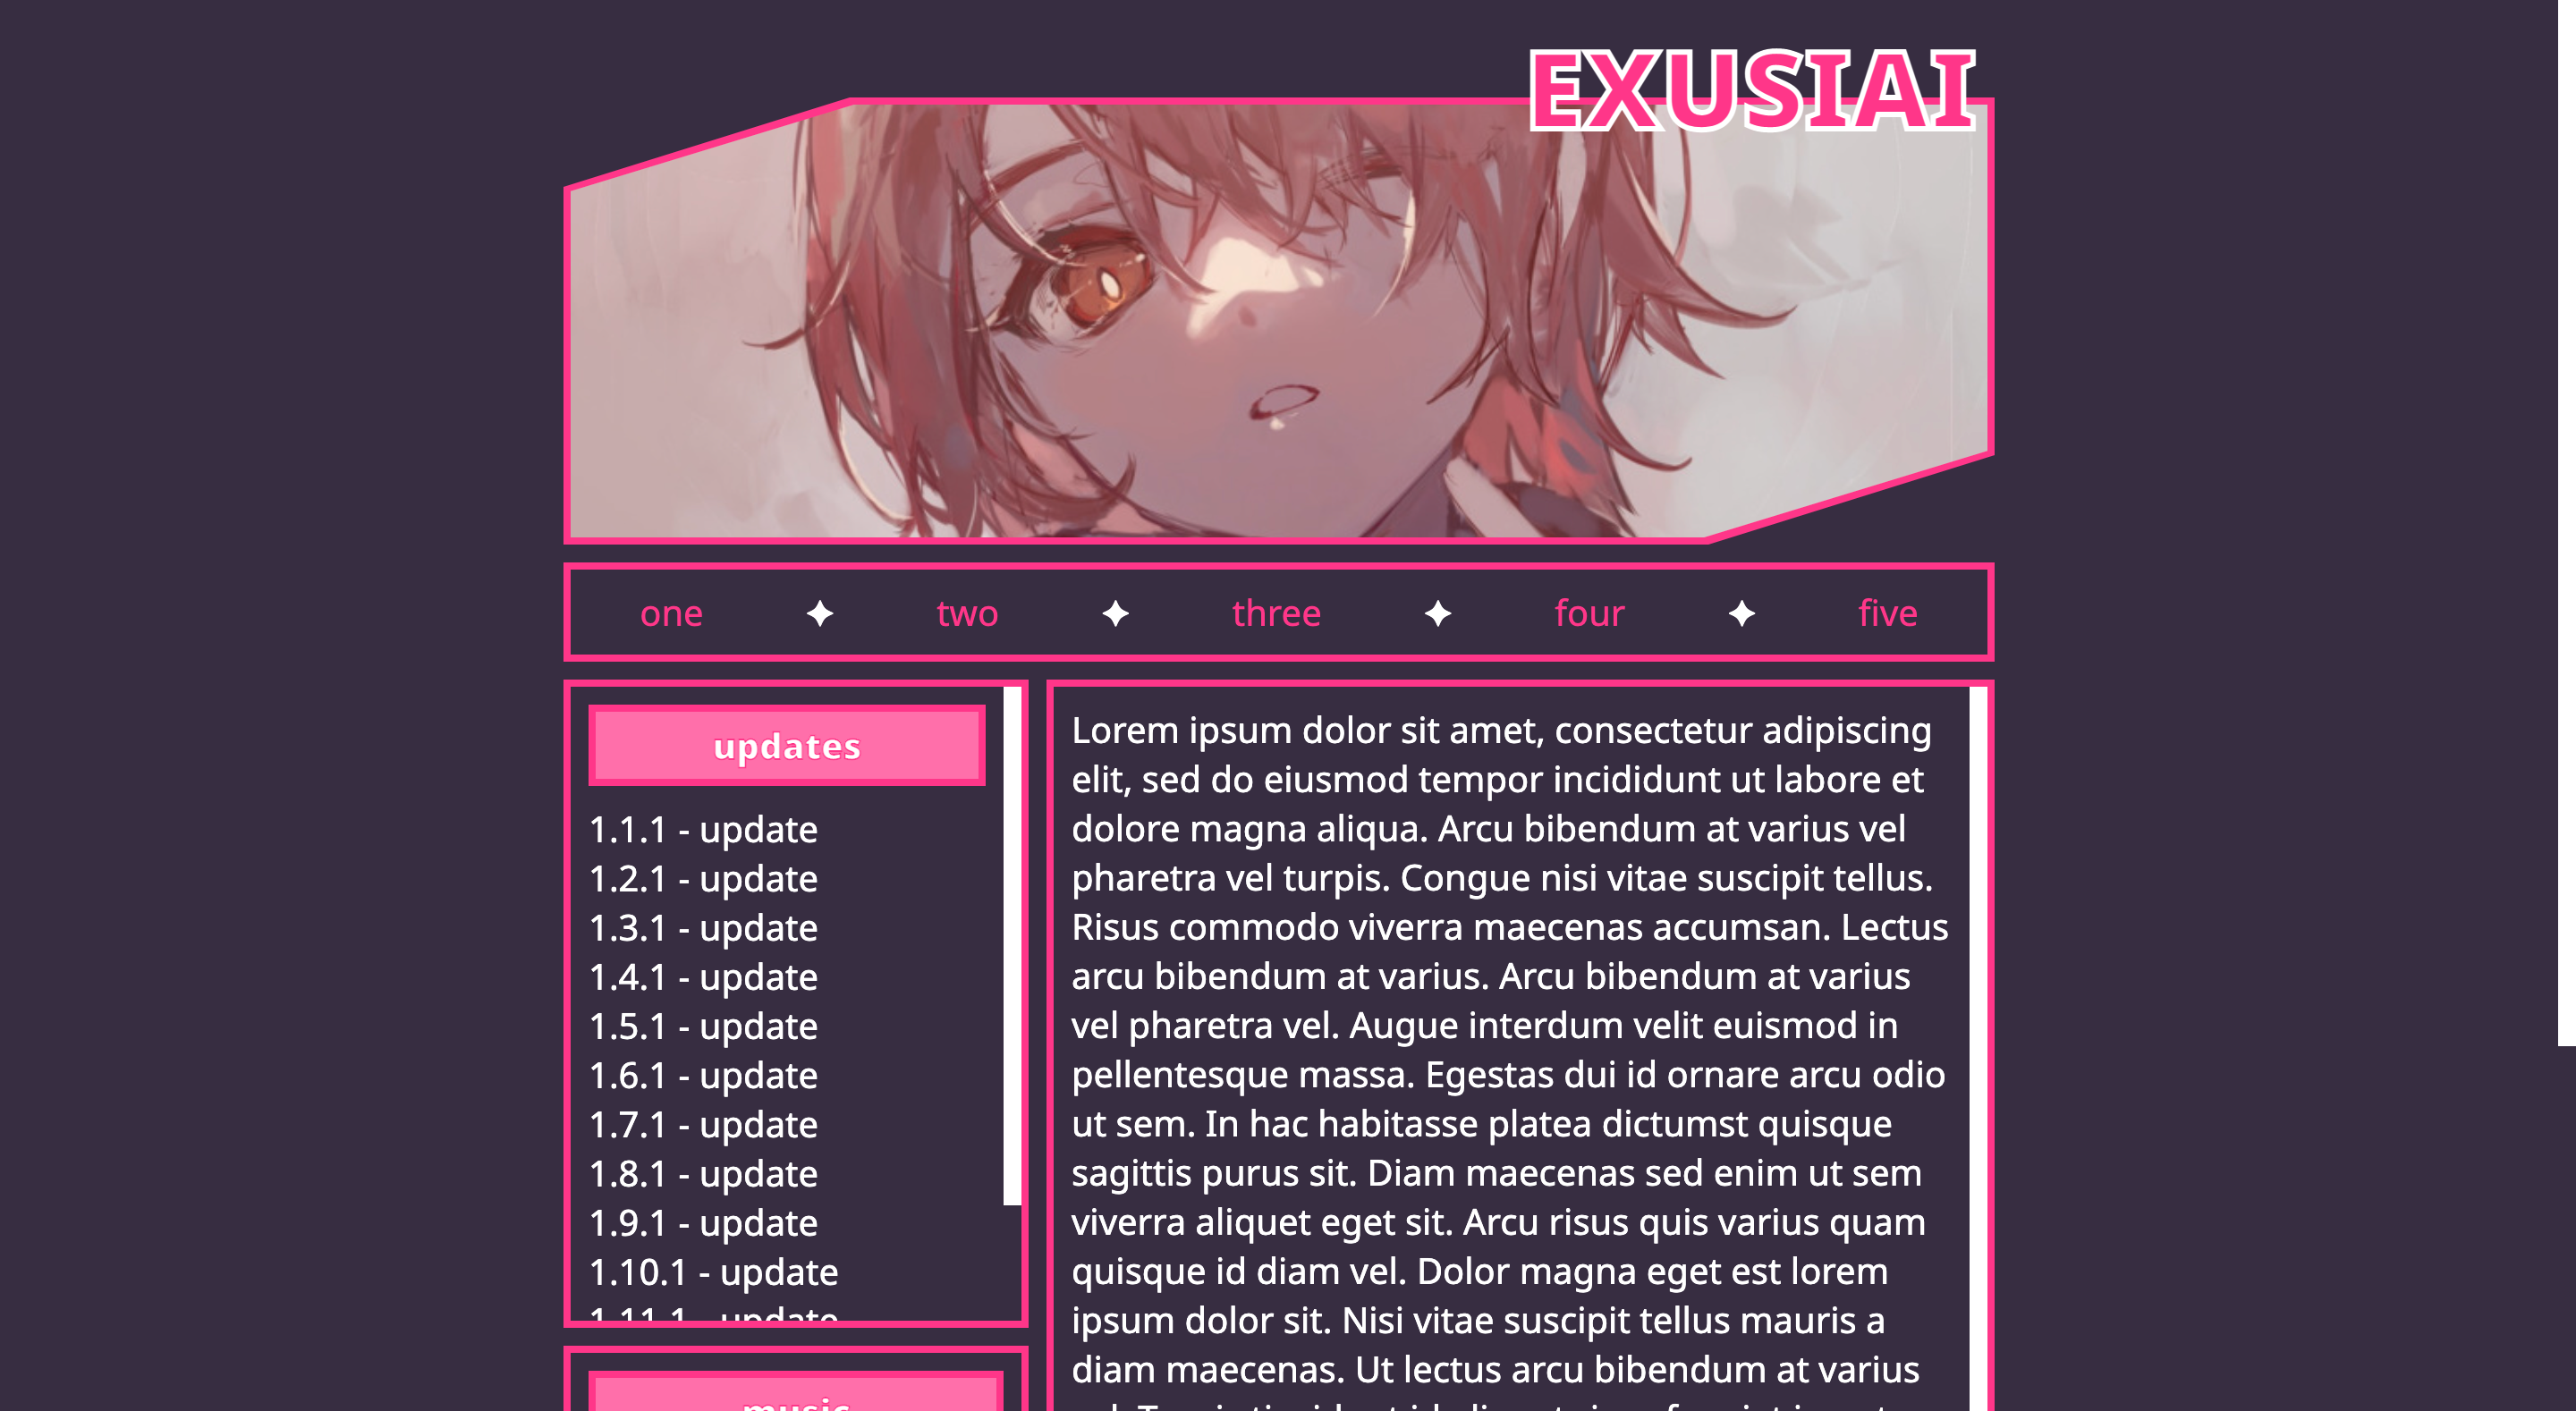 EXUSIAI
one ✦ two ✦ three ✦ four ✦ five
updates
1.1.1 - update
1.2.1 - update
1.3.1 - update
1.4.1 - update
1.5.1 - update
1.6.1 - update
1.7.1 - update
1.8.1 - update
1.9.1 - update
1.10.1 - update
1.11.1 - update
music
Lorem ipsum dolor sit amet, consectetur adipiscing
elit, sed do eiusmod tempor incididunt ut labore et
dolore magna aliqua. Arcu bibendum at varius vel
pharetra vel turpis. Congue nisi vitae suscipit tellus.
Risus commodo viverra maecenas accumsan. Lectus
arcu bibendum at varius. Arcu bibendum at varius
vel pharetra vel. Augue interdum velit euismod in
pellentesque massa. Egestas dui id ornare arcu odio
ut sem. In hac habitasse platea dictumst quisque
sagittis purus sit. Diam maecenas sed enim ut sem
viverra aliquet eget sit. Arcu risus quis varius quam
quisque id diam vel. Dolor magna eget est lorem
ipsum dolor sit. Nisi vitae suscipit tellus mauris a
diam maecenas. Ut lectus arcu bibendum at varius